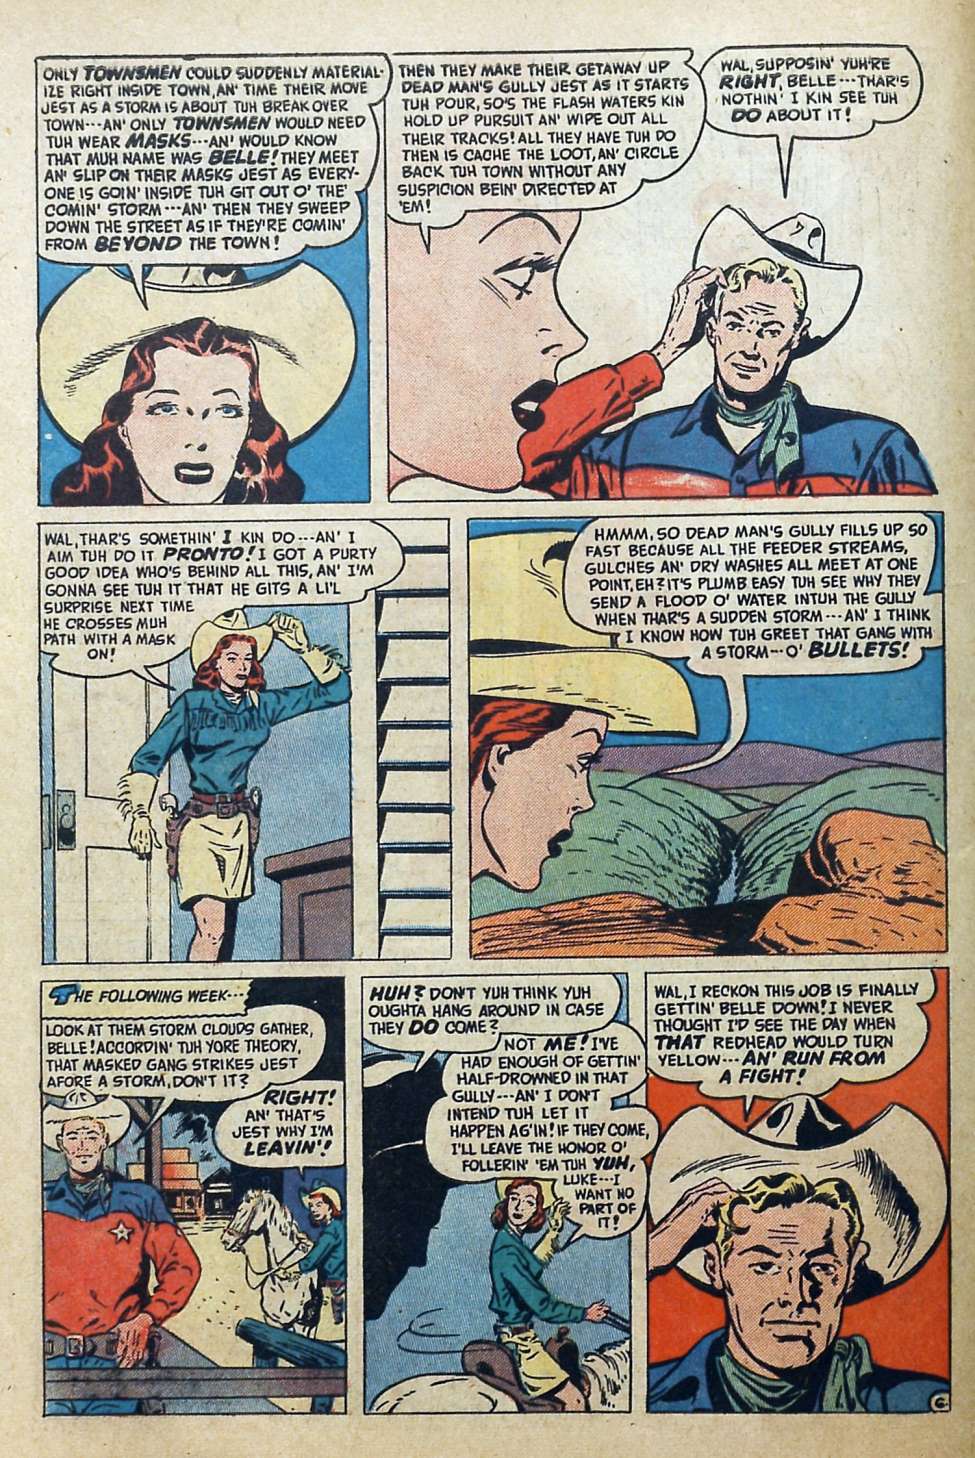 ONLY TOWNSMEN COULD SUDDENLY MATERIAL-
IZE RIGHT INSIDE TOWN, AN' TIME THEIR MOVE
JEST AS A STORM IS ABOUT TUH BREAK OVER
TOWN---AN' ONLY TOWNSMEN WOULD NEED
TUH WEAR MASKS---AN' WOULD KNOW
THAT MUH NAME WAS BELLE! THEY MEET
AN' SLIP ON THEIR MASKS JEST AS EVERY-
ONE IS GOIN' INSIDE TUH GIT OUT O' THE'
COMIN' STORM---AN' THEN THEY SWEEP
DOWN THE STREET AS IF THEY'RE COMIN'
FROM BEYOND THE TOWN!
THEN THEY MAKE THEIR GETAWAY UP
DEAD MAN'S GULLY JEST AS IT STARTS
TUH POUR, SO'S THE FLASH WATERS KIN
HOLD UP PURSUIT AN' WIPE OUT ALL
THEIR TRACKS! ALL THEY HAVE TUH DO
THEN IS CACHE THE LOOT, AN' CIRCLE
BACK TUH TOWN WITHOUT ANY
SUSPICION BEIN' DIRECTED AT
'EM!
WAL, SUPPOSIN' YUH'RE
RIGHT, BELLE---THAR'S
NOTHIN' I KIN SEE TUH
DO ABOUT IT!
WAL, THAR'S SOMETHIN' I KIN DO---AN' I
AIM TUH DO IT PRONTO! I GOT A PURTY
GOOD IDEA WHO'S BEHIND ALL THIS, AN' I'M
GONNA SEE TUH IT THAT HE GITS A LI'L
SURPRISE NEXT TIME
HE CROSSES MUH
PATH WITH A MASK
ON!
HMMM, SO DEAD MAN'S GULLY FILLS UP SO
FAST BECAUSE ALL THE FEEDER STREAMS,
GULCHES AN' DRY WASHES ALL MEET AT ONE
POINT, EH? IT'S PLUMB EASY TUH SEE WHY THEY
SEND A FLOOD O' WATER INTUH THE GULLY
WHEN THAR'S A SUDDEN STORM---AN' I THINK
I KNOW HOW TUH GREET THAT GANG WITH
A STORM--O' BULLETS!
THE FOLLOWING WEEK---
LOOK AT THEM STORM CLOUDS GATHER,
BELLE! ACCORDIN' TUH YORE THEORY,
THAT MASKED GANG STRIKES JEST
AFORE A STORM, DON'T IT?
RIGHT!
AN' THAT'S
JEST WHY I'M
LEAVIN'!
HUH? DON'T YUH THINK YUH
OUGHTA HANG AROUND IN CASE
THEY DO COME?
NOT ME! I'VE
HAD ENOUGH OF GETTIN'
HALF-DROWNED IN THAT
GULLY---AN' I DON'T
INTEND TUH LET IT
HAPPEN AG'IN! IF THEY COME,
I'LL LEAVE THE HONOR O'
FOLLERIN' 'EM TUH YUH,
LUKE---I
WANT NO
PART OF
IT!
WAL, I RECKON THIS JOB IS FINALLY
GETTIN' BELLE DOWN! I NEVER
THOUGHT I'D SEE THE DAY WHEN
THAT REDHEAD WOULD TURN
YELLOW---AN' RUN FROM
A FIGHT!
6